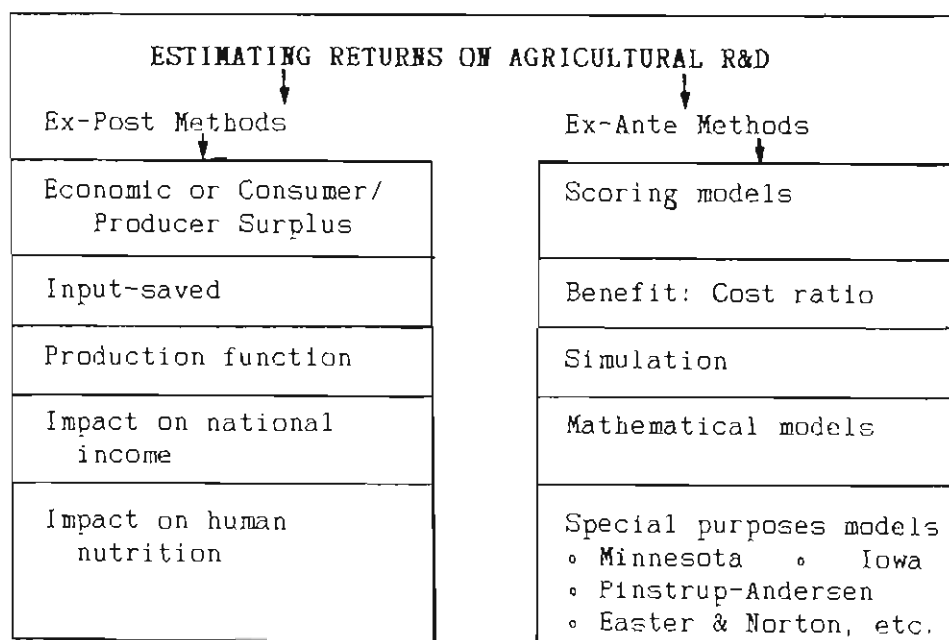 ESTIMATING RETURNS ON AGRICULTURAL R&D
Ex-Post Methods
Economic or Consumer/
Producer Surplus
Input-saved
Production function
Impact on national
income
Impact on human
nutrition
Ex-Ante Methods
Scoring models
Benefit: Cost ratio
Simulation
Mathematical models
Special purposes models
◦ Minnesota ◦ Iowa
◦ Pinstrup-Andersen
◦ Easter & Norton, etc.